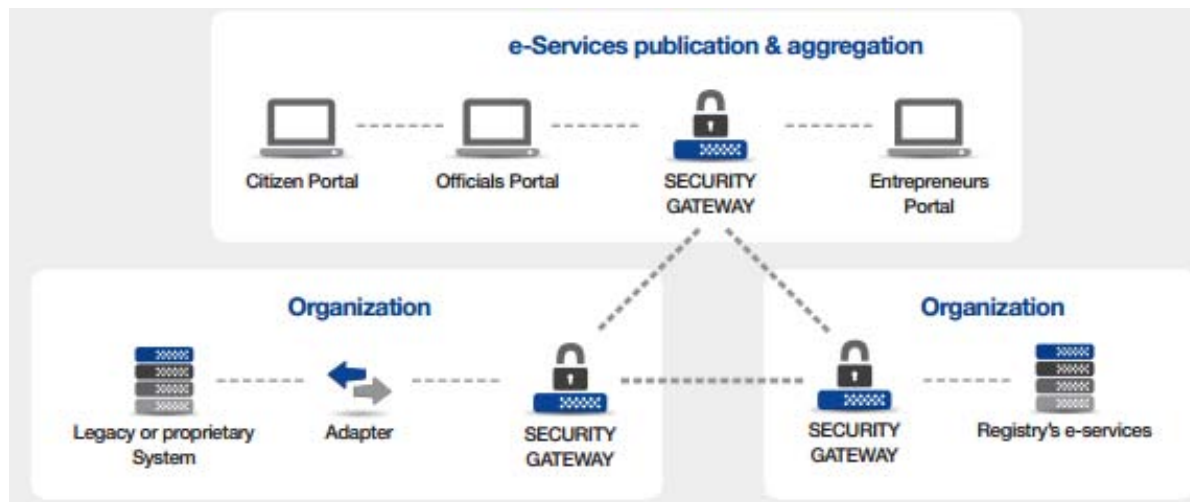 e-Services publication & aggregation
Citizen Portal
Officials Portal
SECURITY
GATEWAY
Entrepreneurs
Portal
Organization
Legacy or proprietary
System
Adapter
SECURITY
GATEWAY
Organization
SECURITY
GATEWAY
Registry's e-services